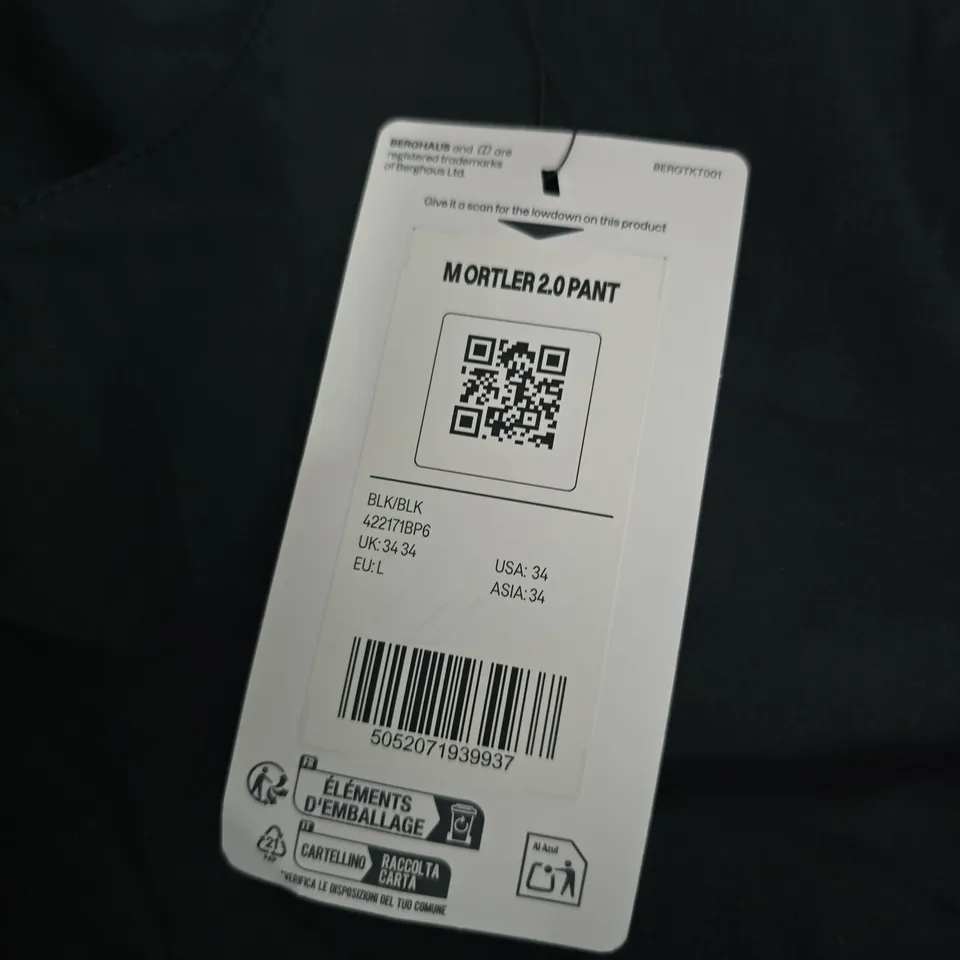 BERGHAUS and are
registered trademarks
of Berghaus Ltd.
BERGTKT001
Give it a scan for the lowdown on this product
M ORTLER 2.0 PANT
BLK/BLK
422171BP6
UK: 34 34
EU: L
USA: 34
ASIA: 34
5052071939937
FR
ÉLÉMENTS
D'EMBALLAGE
IT
21
PAP
CARTELLINO
RACCOLTA
CARTA
*VERIFICA LE DISPOSIZIONI DEL TUO COMUNE
Al Azul